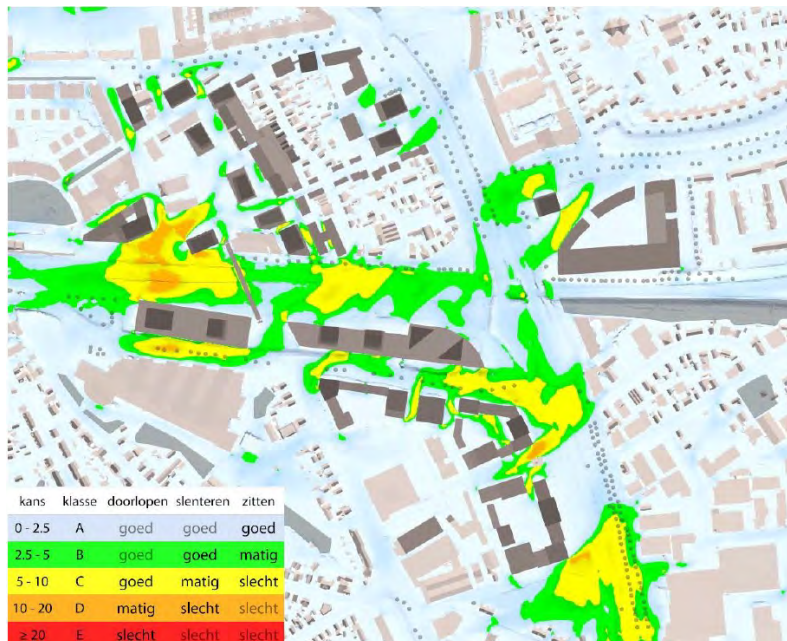 kans klasse doorlopen slenteren zitten
0 - 2.5 A goed goed goed
2.5 - 5 B goed goed matig
5 - 10 C goed matig slecht
10 - 20 D matig slecht slecht
≥ 20 E slecht slecht slecht